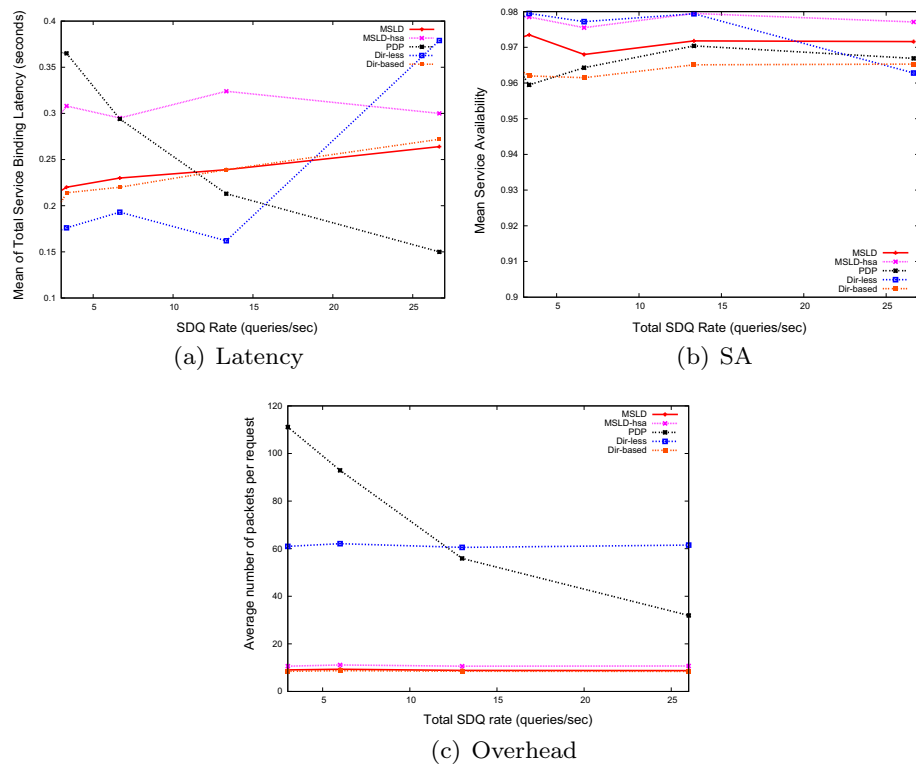 Mean of Total Service Binding Latency (seconds)
0.4
0.35
0.3
0.25
0.2
0.15
0.1
5
10
15
20
25
SDQ Rate (queries/sec)
MSLD
MSLD-hsa
PDP
Dir-less
Dir-based
(a) Latency
Mean Service Availability
0.98
0.97
0.96
0.95
0.94
0.93
0.92
0.91
0.9
5
10
15
20
25
Total SDQ Rate (queries/sec)
MSLD
MSLD-hsa
PDP
Dir-less
Dir-based
(b) SA
Average number of packets per request
120
100
80
60
40
20
0
5
10
15
20
25
Total SDQ rate (queries/sec)
MSLD
MSLD-hsa
PDP
Dir-less
Dir-based
(c) Overhead